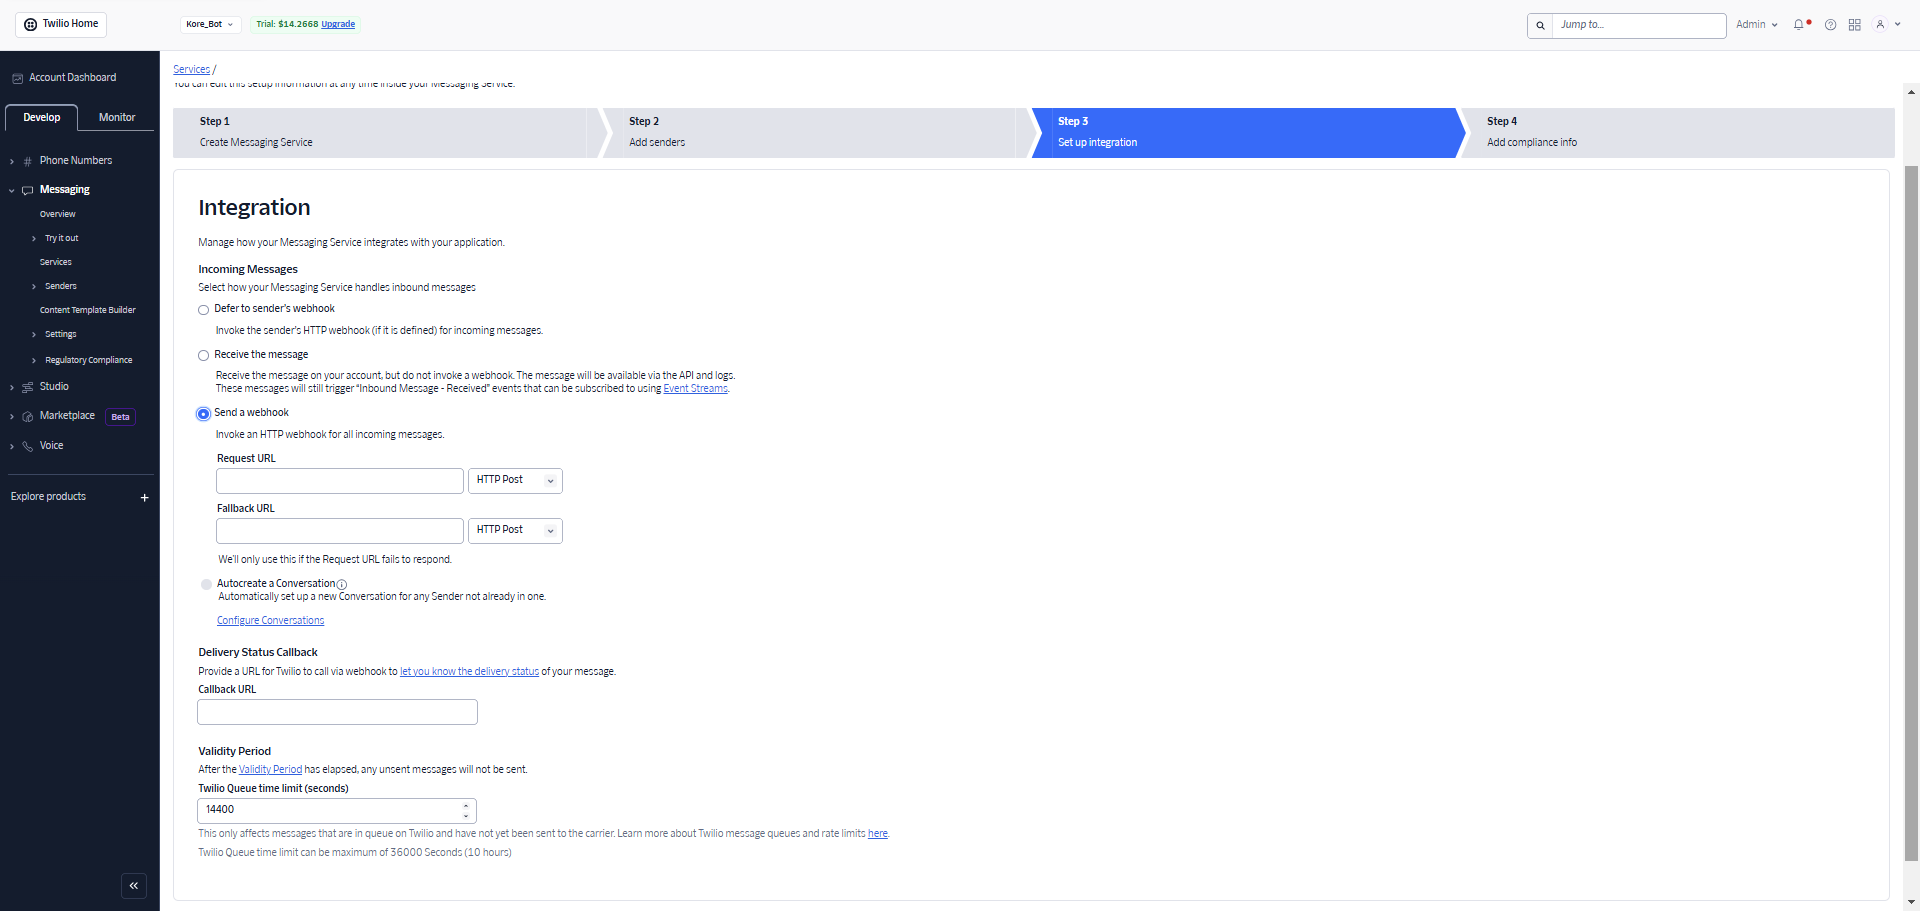 Twilio Home
Kore_Bot
Trial: $14.2668 Upgrade
Jump to...
Admin
Account Dashboard
Develop
Monitor
Phone Numbers
Messaging
Overview
Try it out
Services
Senders
Content Template Builder
Settings
Regulatory Compliance
Studio
Marketplace
Beta
Voice
Explore products
Services /
You can edit this setup information at any time inside your Messaging Service.
Step 1
Create Messaging Service
Step 2
Add senders
Step 3
Set up integration
Step 4
Add compliance info
Integration
Manage how your Messaging Service integrates with your application.
Incoming Messages
Select how your Messaging Service handles inbound messages
Defer to sender's webhook
Invoke the sender's HTTP webhook (if it is defined) for incoming messages.
Receive the message
Receive the message on your account, but do not invoke a webhook. The message will be available via the API and logs.
These messages will still trigger "Inbound Message - Received" events that can be subscribed to using Event Streams.
Send a webhook
Invoke an HTTP webhook for all incoming messages.
Request URL
HTTP Post
Fallback URL
HTTP Post
We'll only use this if the Request URL fails to respond.
Autocreate a Conversation
Automatically set up a new Conversation for any Sender not already in one.
Configure Conversations
Delivery Status Callback
Provide a URL for Twilio to call via webhook to let you know the delivery status of your message.
Callback URL
Validity Period
After the Validity Period has elapsed, any unsent messages will not be sent.
Twilio Queue time limit (seconds)
14400
This only affects messages that are in queue on Twilio and have not yet been sent to the carrier. Learn more about Twilio message queues and rate limits here.
Twilio Queue time limit can be maximum of 36000 Seconds (10 hours)